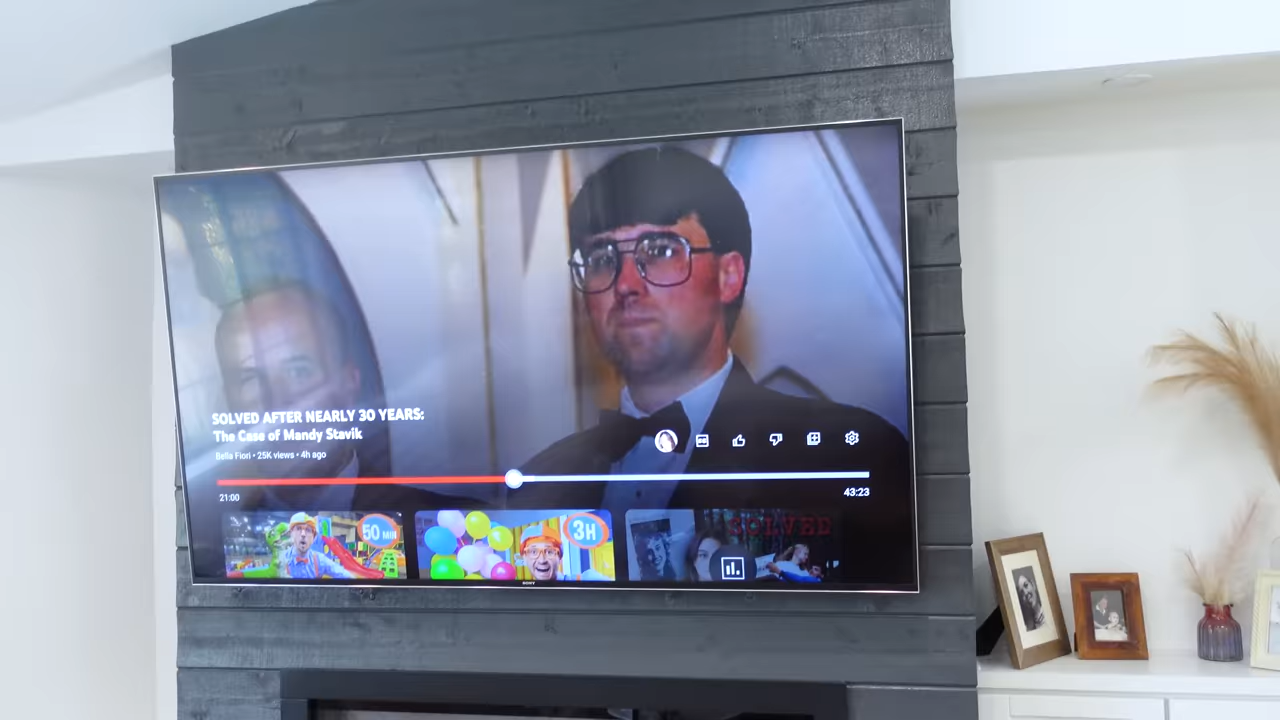 SOLVED AFTER NEARLY 30 YEARS:
The Case of Mandy Stavik
Bella Fiori • 25K views • 4h ago
21:00
43:23
50 MIN
3H
SOLVED
SONY